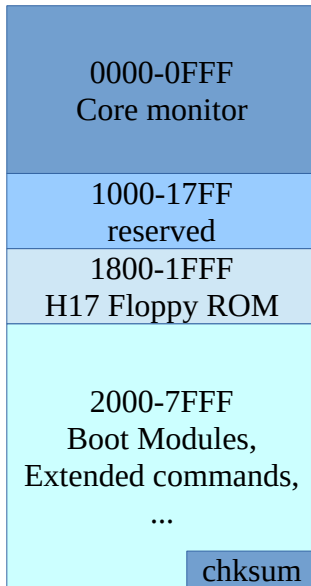 0000-0FFF
Core monitor
1000-17FF
reserved
1800-1FFF
H17 Floppy ROM
2000-7FFF
Boot Modules,
Extended commands,
...
chksum